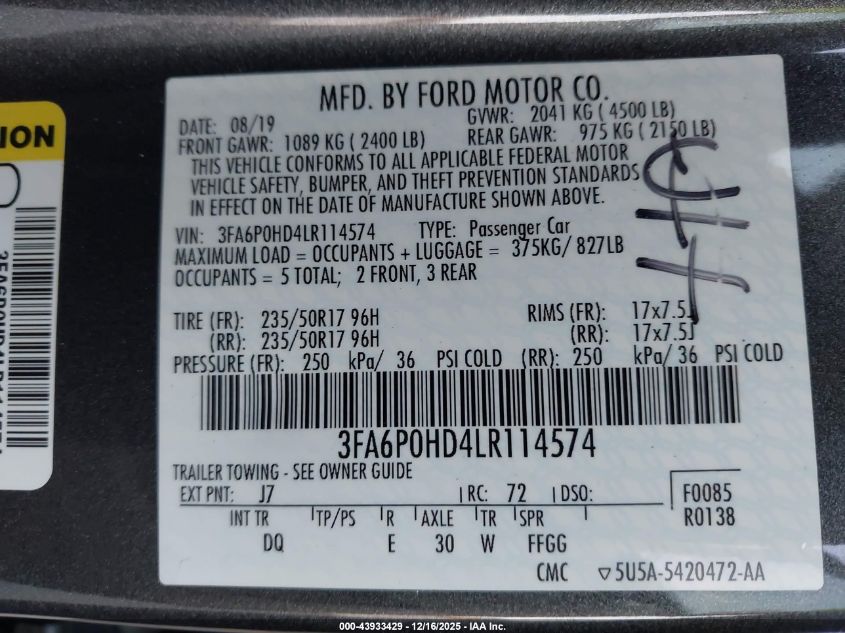 MFD. BY FORD MOTOR CO.
DATE: 08/19 GVWR: 2041 KG ( 4500 LB)
FRONT GAWR: 1089 KG ( 2400 LB) REAR GAWR: 975 KG ( 2150 LB)
THIS VEHICLE CONFORMS TO ALL APPLICABLE FEDERAL MOTOR
VEHICLE SAFETY, BUMPER, AND THEFT PREVENTION STANDARDS
IN EFFECT ON THE DATE OF MANUFACTURE SHOWN ABOVE.
VIN: 3FA6P0HD4LR114574 TYPE: Passenger Car
MAXIMUM LOAD = OCCUPANTS + LUGGAGE = 375KG/ 827LB
OCCUPANTS = 5 TOTAL; 2 FRONT, 3 REAR
TIRE (FR): 235/50R17 96H RIMS (FR): 17x7.5J
(RR): 235/50R17 96H (RR): 17x7.5J
PRESSURE (FR): 250 kPa/ 36 PSI COLD (RR): 250 kPa/ 36 PSI COLD
3FA6P0HD4LR114574
TRAILER TOWING - SEE OWNER GUIDE
EXT PNT: J7 RC: 72 DSO: F0085
R0138
INT TR TP/PS R AXLE TR SPR
DQ E 30 W FFGG
CMC ▽5U5A-5420472-AA
ION
3FA6P0HD4LR114574
000-43933429 - 12/16/2025 - IAA Inc.